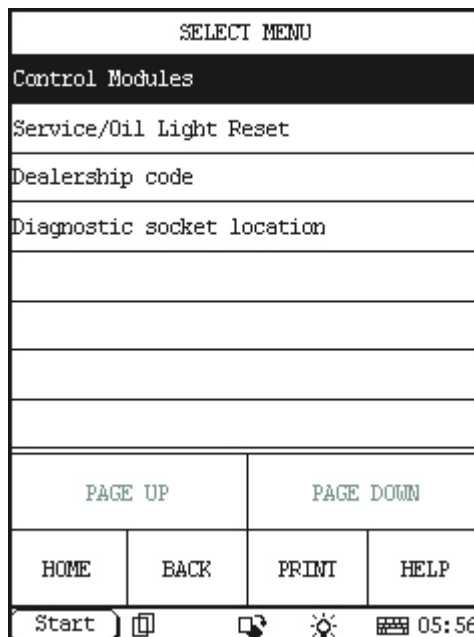 SELECT MENU
Control Modules
Service/Oil Light Reset
Dealership code
Diagnostic socket location
PAGE UP PAGE DOWN
HOME BACK PRINT HELP
Start 05:56